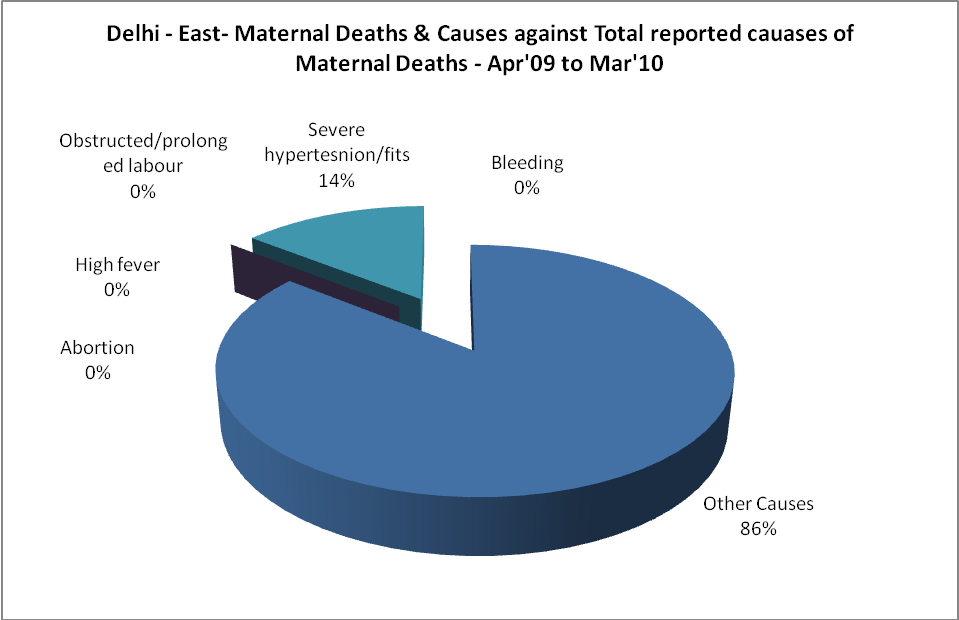 Delhi - East- Maternal Deaths & Causes against Total reported cauases of
Maternal Deaths - Apr'09 to Mar'10
Obstructed/prolong
ed labour
0%
Severe
hypertesnion/fits
14%
Bleeding
0%
High fever
0%
Abortion
0%
Other Causes
86%